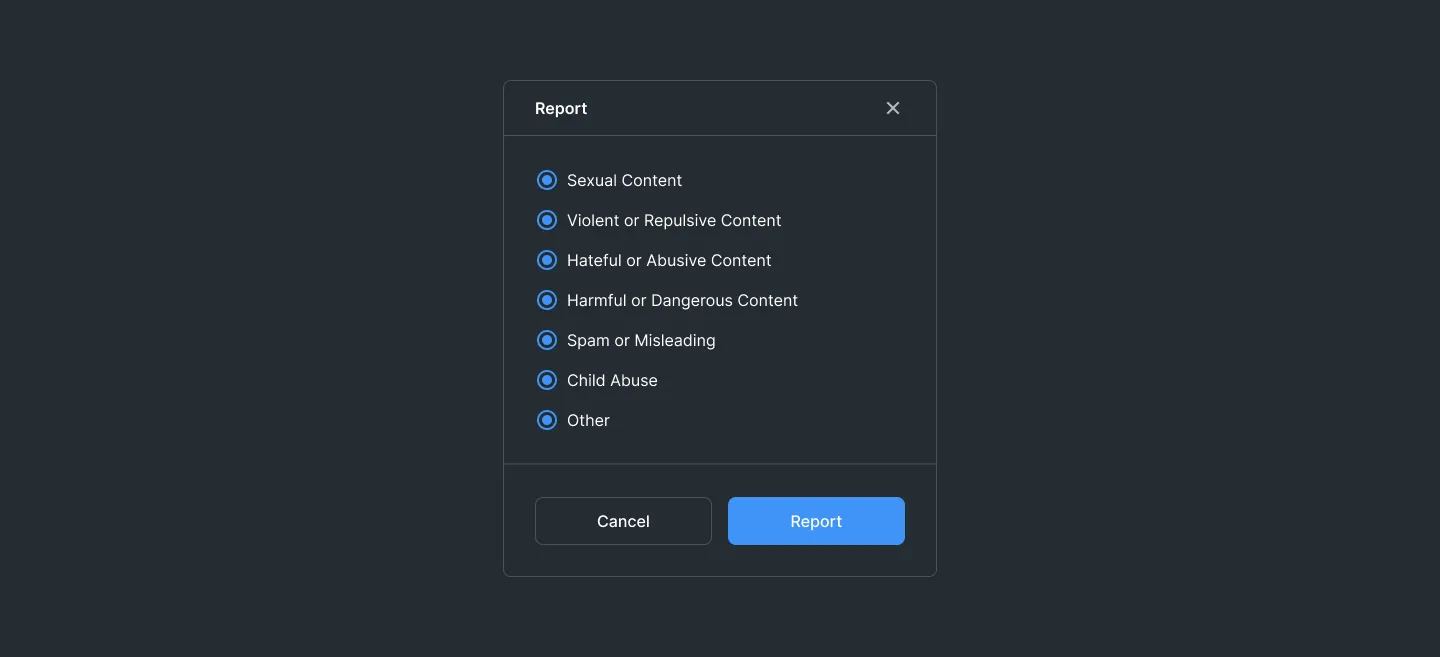 Report
Sexual Content
Violent or Repulsive Content
Hateful or Abusive Content
Harmful or Dangerous Content
Spam or Misleading
Child Abuse
Other
Cancel
Report